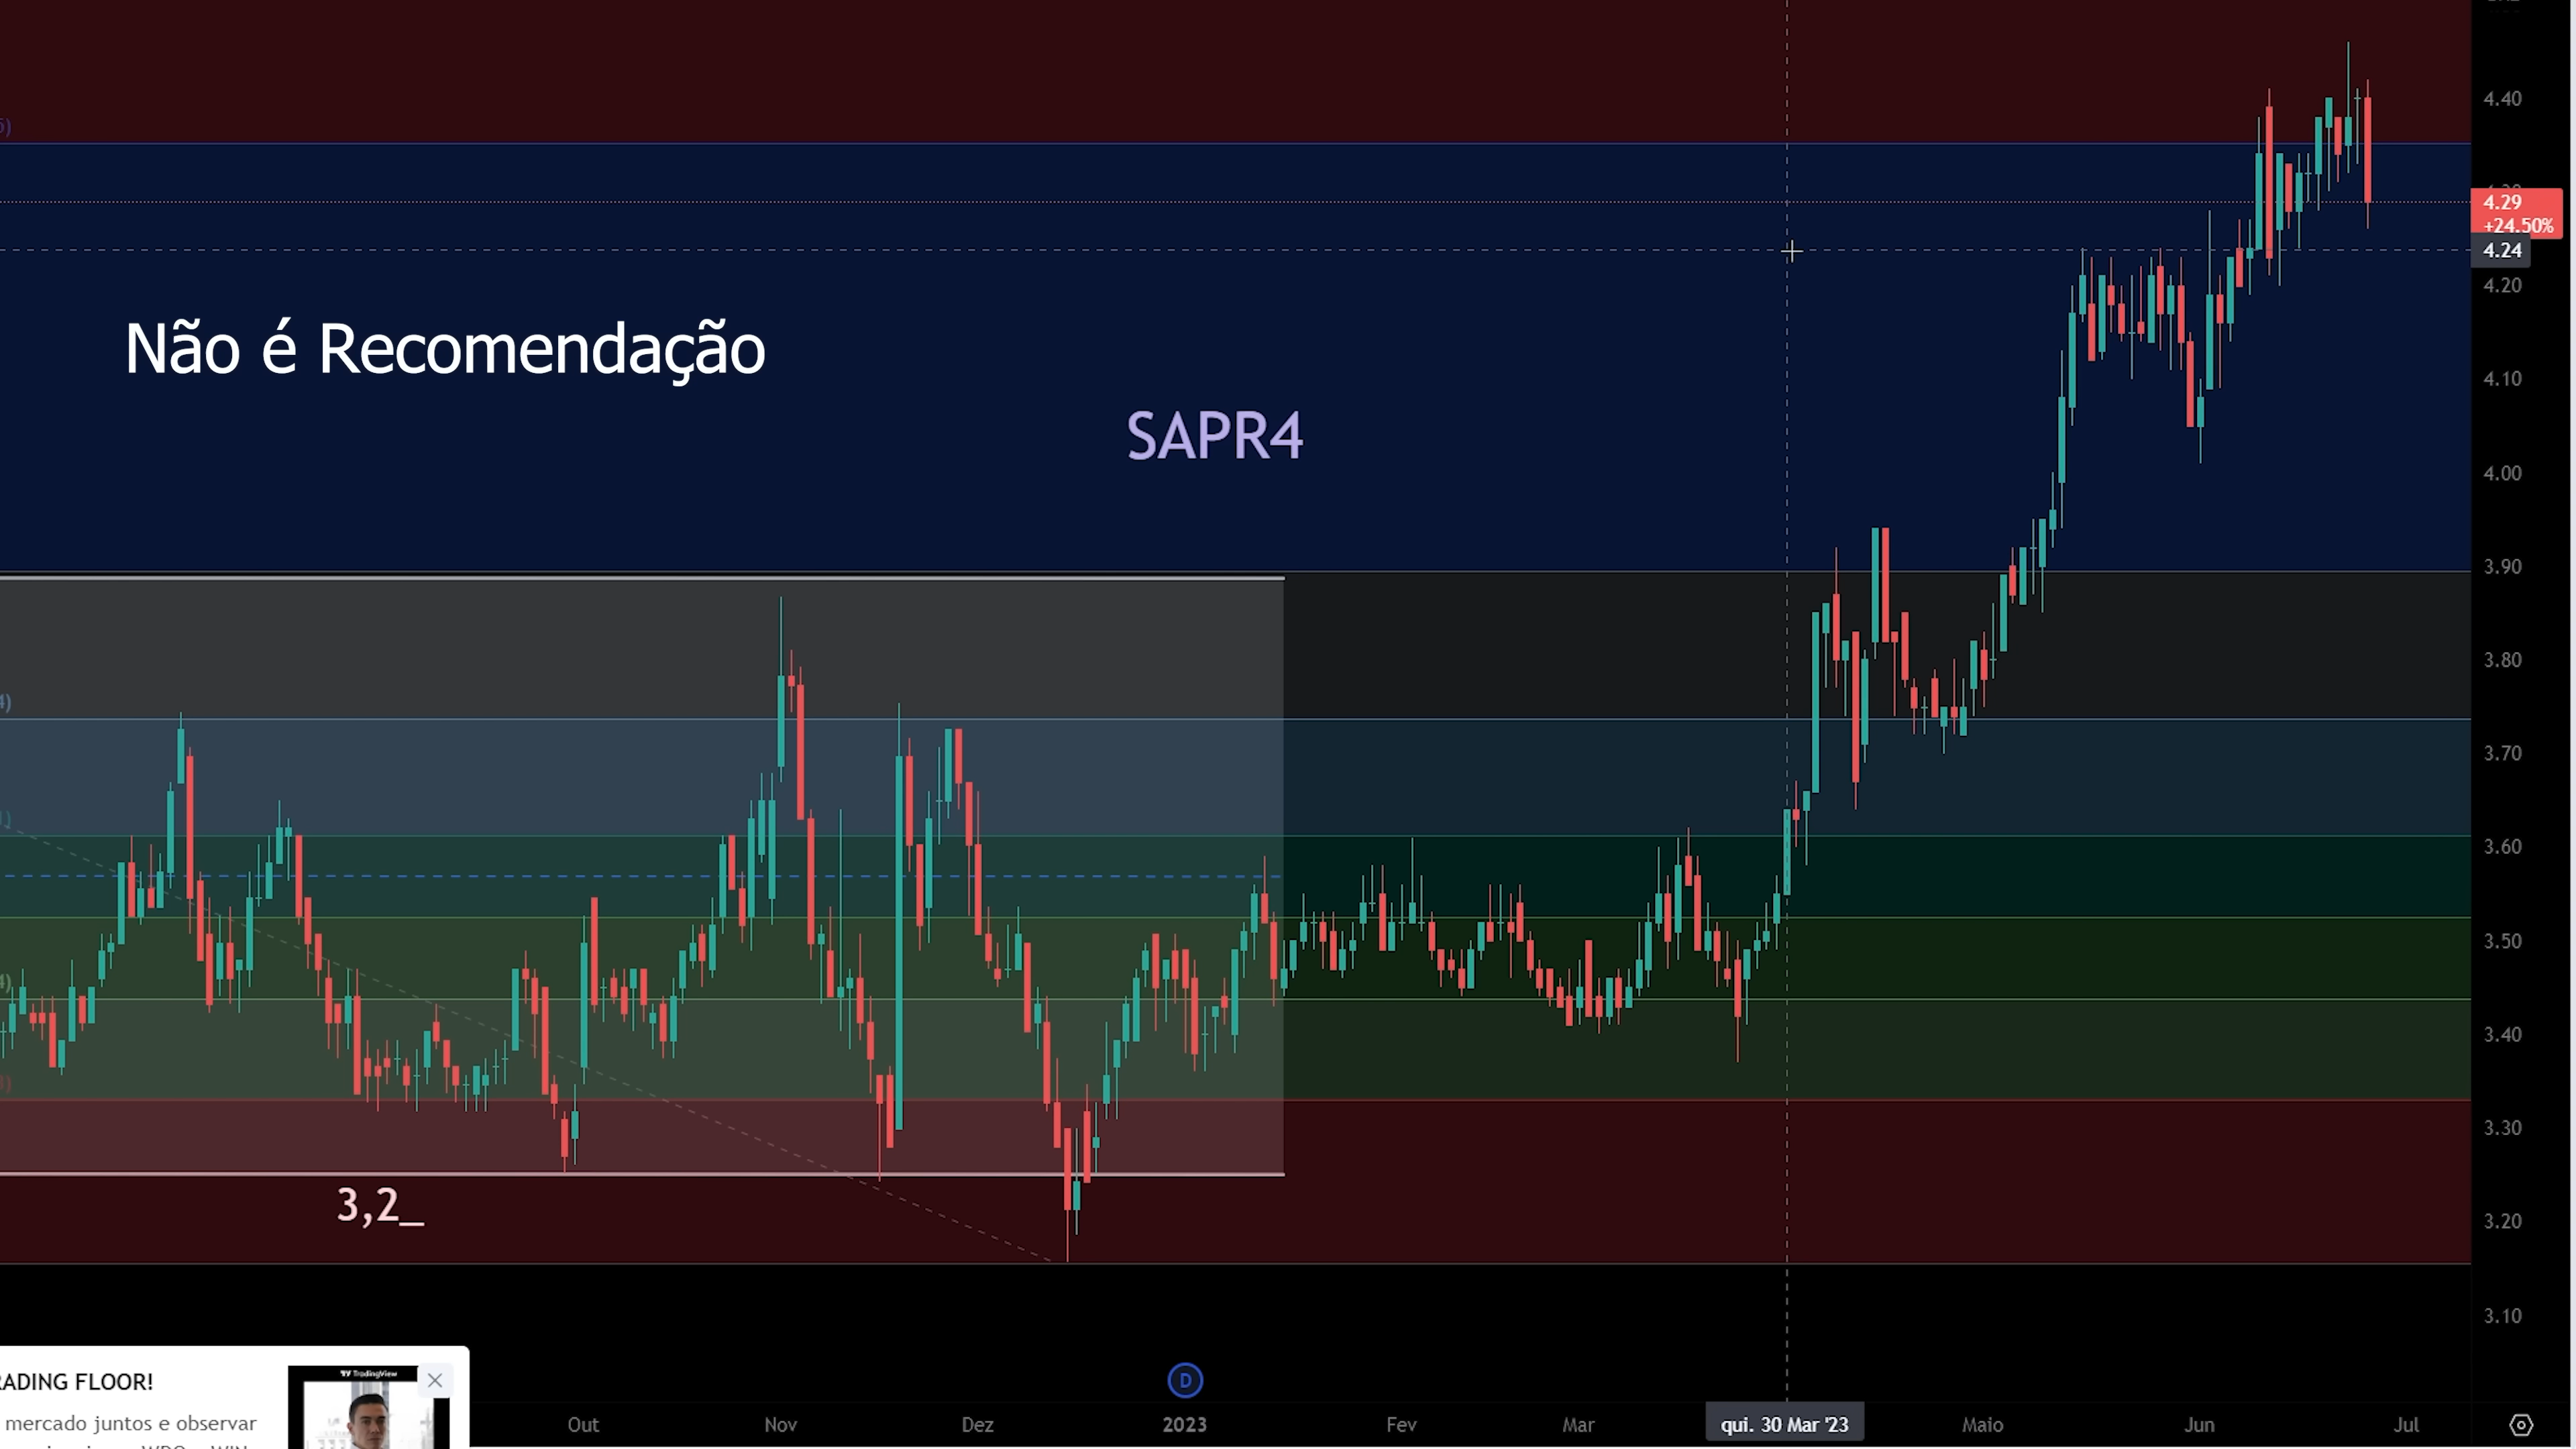 4.40
4.29
+24.50%
4.24
4.20
Não é Recomendação
4.10
SAPR4
4.00
3.90
3.80
3.70
3.60
3.50
3.40
3.30
3,2_
3.20
3.10
D
TradingView
RADING FLOOR!
mercado juntos e observar
Out Nov Dez 2023 Fev Mar qui. 30 Mar '23 Maio Jun Jul